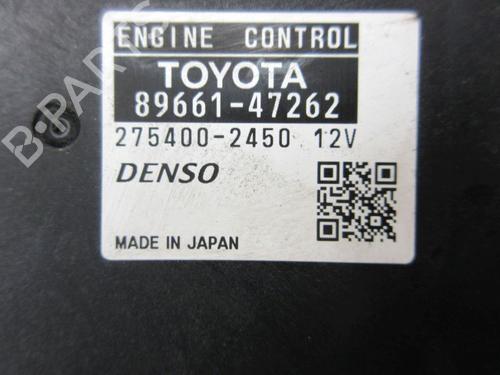 ENGINE CONTROL
TOYOTA
89661-47262
275400-2450 12V
DENSO
MADE IN JAPAN
B-PARTS